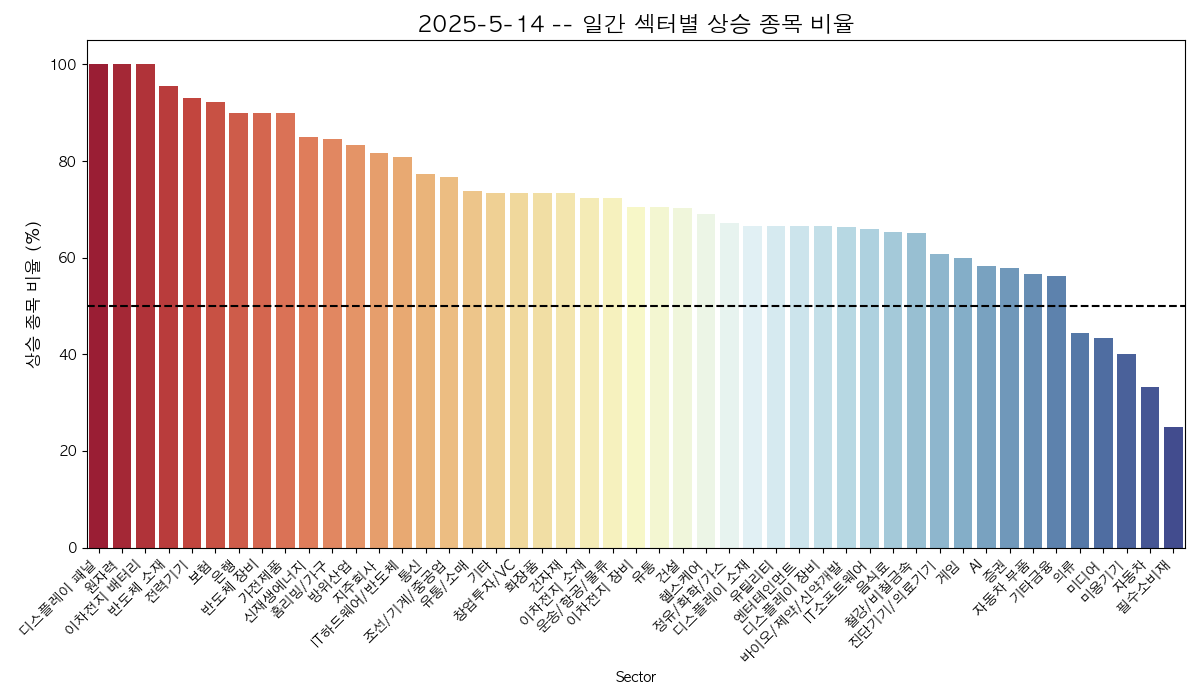 2025-5-14 -- 일간 섹터별 상승 종목 비율
상승 종목 비율 (%)
100
80
60
40
20
0
디스플레이 패널
원자력
이차전지 배터리
반도체 소재
전력기기
보험
은행
반도체 장비
가전제품
신재생에너지
홈리빙/가구
방위산업
지주회사
IT하드웨어/반도체
통신
조선/기계/중공업
유통/소매
기타
창업투자/VC
화장품
건자재
이차전지 소재
운송/항공/물류
이차전지 장비
유통
건설
헬스케어
정유/화학/가스
디스플레이 소재
유틸리티
엔터테인먼트
디스플레이 장비
바이오/제약/신약개발
IT소프트웨어
음식료
철강/비철금속
진단기기/의료기기
게임
AI
증권
자동차 부품
기타금융
의류
미디어
미용기기
자동차
필수소비재
Sector